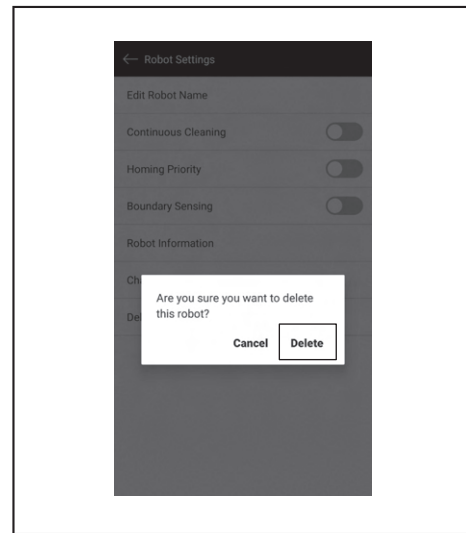 Robot Settings
Edit Robot Name
Continuous Cleaning
Homing Priority
Boundary Sensing
Robot Information
Are you sure you want to delete
this robot?
Cancel Delete